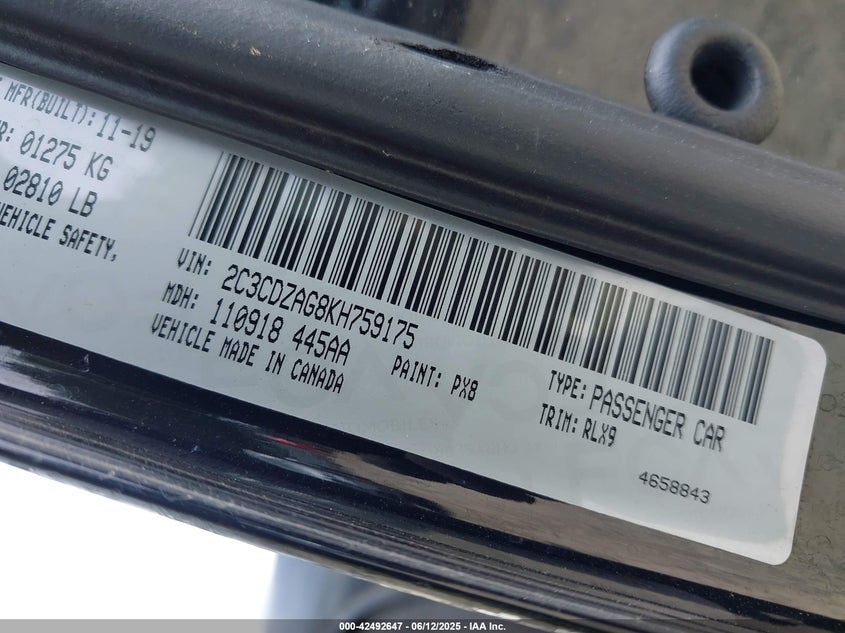 MFR(BUILT): 11-19
01275 KG
02810 LB
VEHICLE SAFETY,
VIN: 2C3CDZAG8KH759175
MDH: 110918 445AA
VEHICLE MADE IN CANADA
PAINT: PX8
TYPE: PASSENGER CAR
TRIM: RLX9
4658843
000-42492647 - 06/12/2025 - IAA Inc.